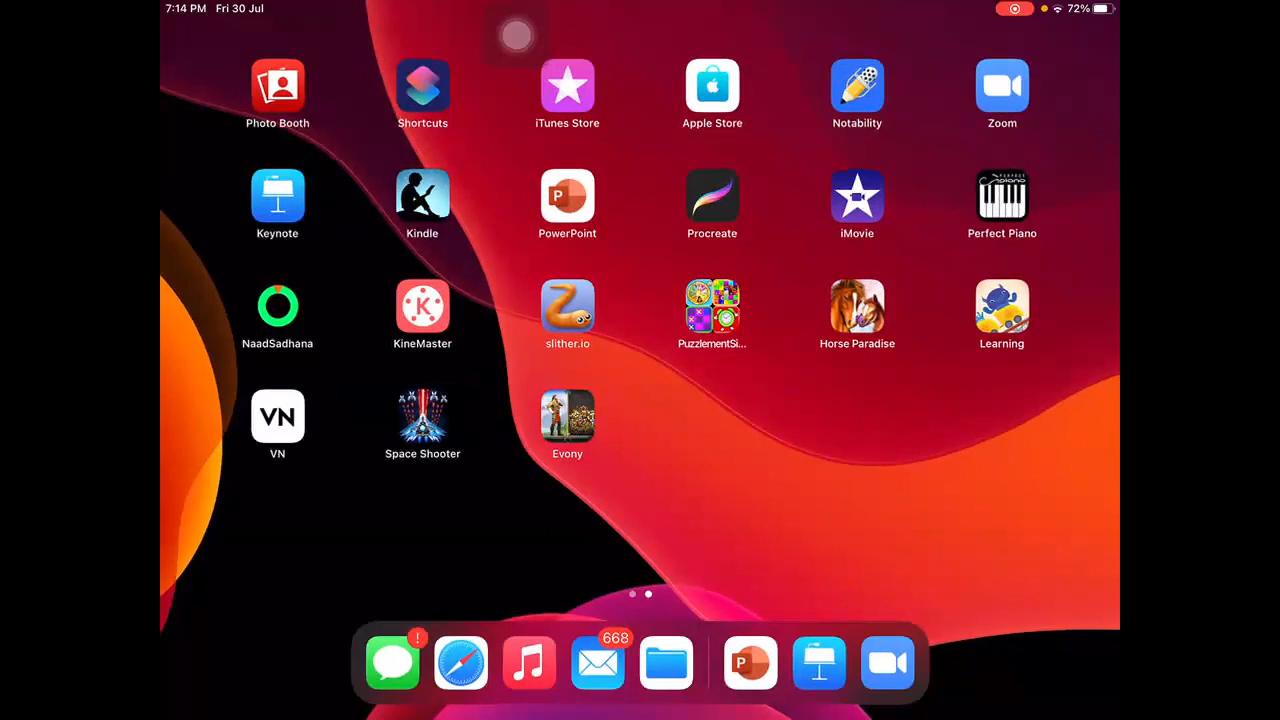 7:14 PM Fri 30 Jul 72%
Photo Booth Shortcuts iTunes Store Apple Store Notability Zoom
Keynote Kindle PowerPoint Procreate iMovie Perfect Piano
NaadSadhana KineMaster slither.io PuzzlementSi... Horse Paradise Learning
VN
VN Space Shooter Evony
! 668
P
K
P